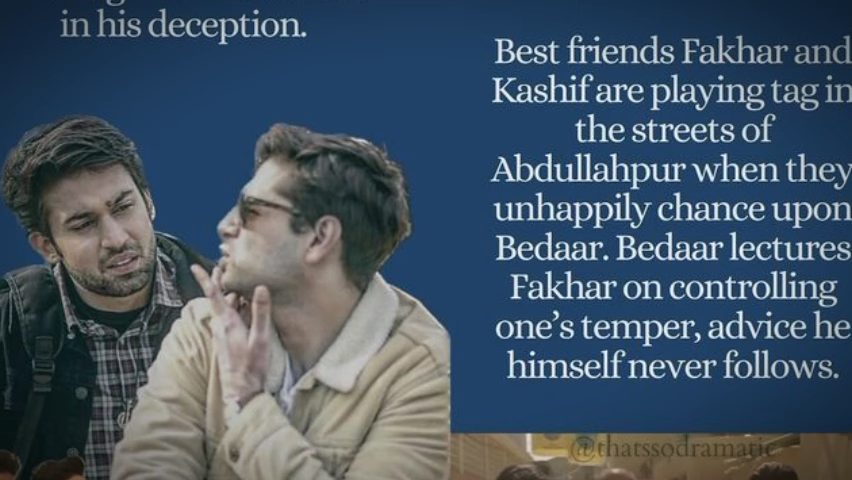 in his deception.
Best friends Fakhar and
Kashif are playing tag in
the streets of
Abdullahpur when they
unhappily chance upon
Bedaar. Bedaar lectures
Fakhar on controlling
one's temper, advice he
himself never follows.
@thatssodramatic